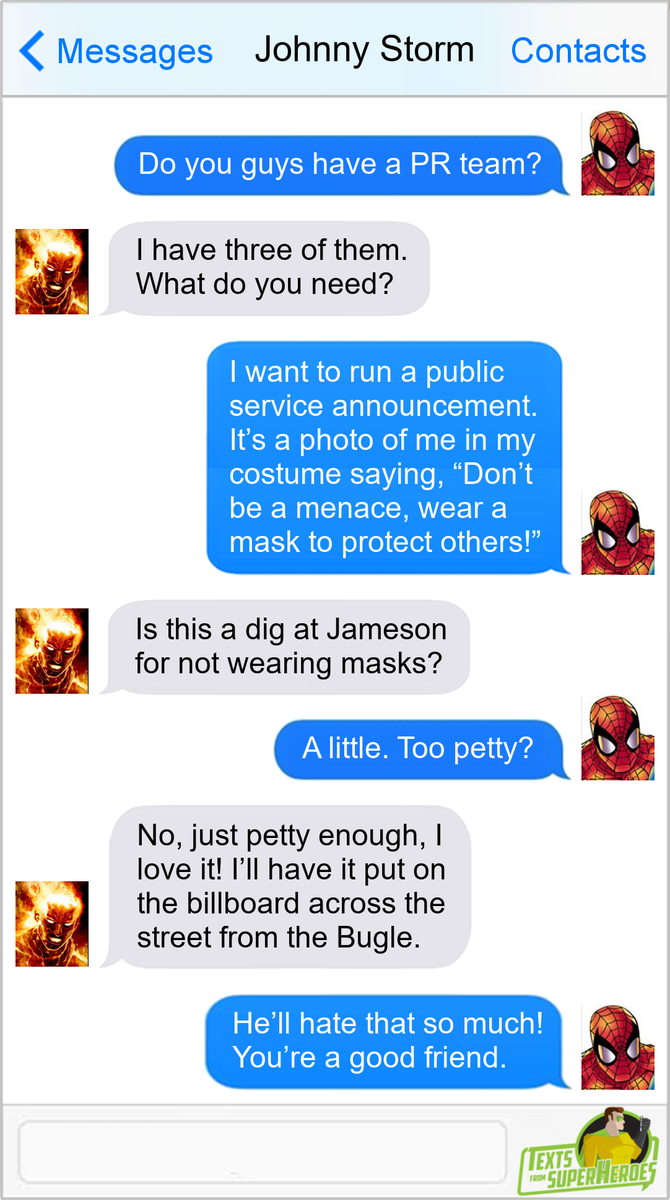 Messages Johnny Storm Contacts
Do you guys have a PR team?
I have three of them.
What do you need?
I want to run a public
service announcement.
It’s a photo of me in my
costume saying, “Don’t
be a menace, wear a
mask to protect others!”
Is this a dig at Jameson
for not wearing masks?
A little. Too petty?
No, just petty enough, I
love it! I’ll have it put on
the billboard across the
street from the Bugle.
He’ll hate that so much!
You’re a good friend.
TEXTS
FROM SUPERHEROES